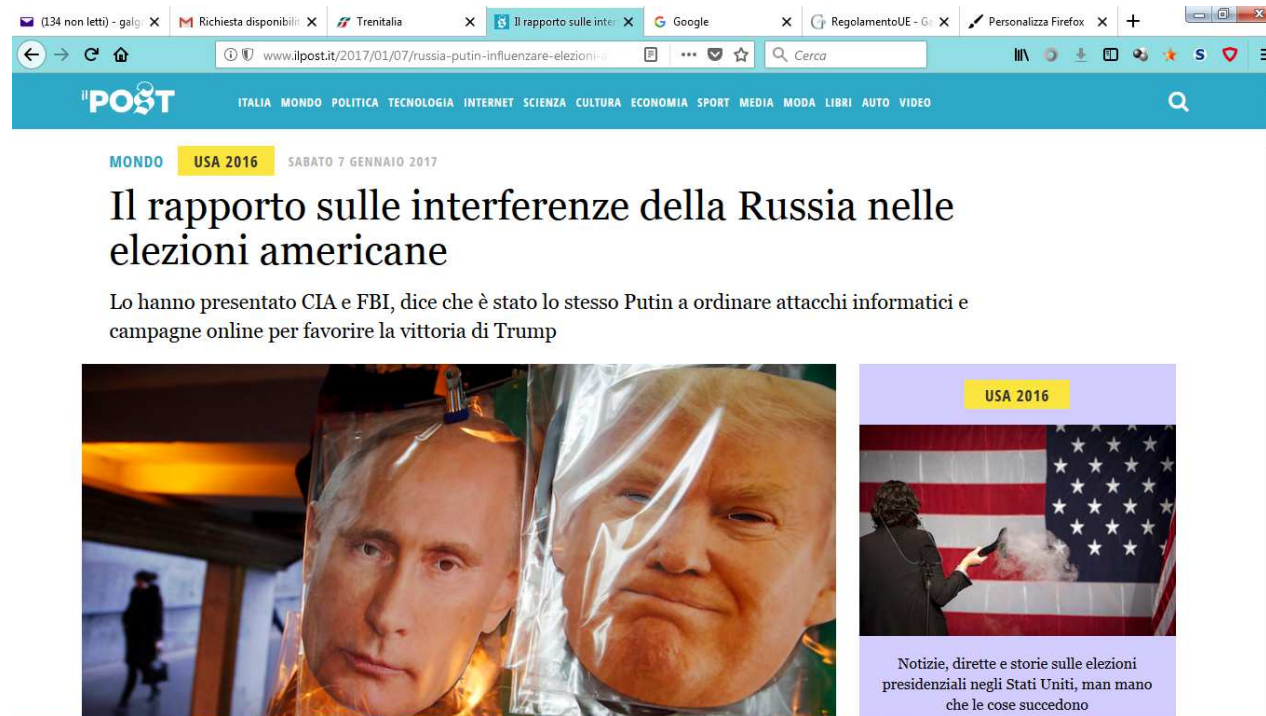 (134 non letti) - galg
Richiesta disponibilit
Trenitalia
Il rapporto sulle inter
Google
RegolamentoUE - G
Personalizza Firefox
www.ilpost.it/2017/01/07/russia-putin-influenzare-elezioni-a
Cerca
il POST
ITALIA MONDO POLITICA TECNOLOGIA INTERNET SCIENZA CULTURA ECONOMIA SPORT MEDIA MODA LIBRI AUTO VIDEO
MONDO USA 2016 SABATO 7 GENNAIO 2017
Il rapporto sulle interferenze della Russia nelle
elezioni americane
Lo hanno presentato CIA e FBI, dice che è stato lo stesso Putin a ordinare attacchi informatici e
campagne online per favorire la vittoria di Trump
USA 2016
Notizie, dirette e storie sulle elezioni
presidenziali negli Stati Uniti, man mano
che le cose succedono